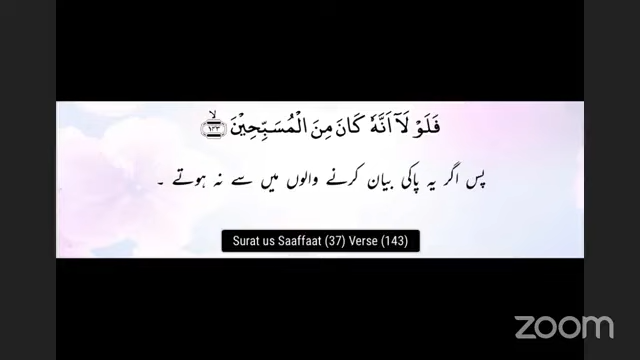 فَلَوْ لَآ اَنَّهٗ كَانَ مِنَ الْمُسَبِّحِيْنَ ۙ﴿۱۴۳﴾
پس اگر یہ پاکی بیان کرنے والوں میں سے نہ ہوتے ۔
Surat us Saaffaat (37) Verse (143)
zoom